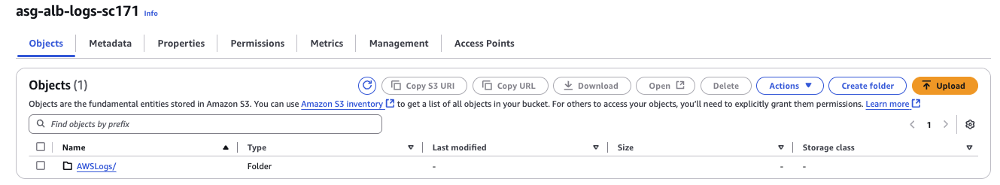 asg-alb-logs-sc171 Info
Objects Metadata Properties Permissions Metrics Management Access Points
Objects (1) Copy S3 URI Copy URL Download Open Delete Actions Create folder Upload
Objects are the fundamental entities stored in Amazon S3. You can use Amazon S3 inventory to get a list of all objects in your bucket. For others to access your objects, you'll need to explicitly grant them permissions. Learn more
Find objects by prefix 1
Name Type Last modified Size Storage class
AWSLogs/ Folder - - -